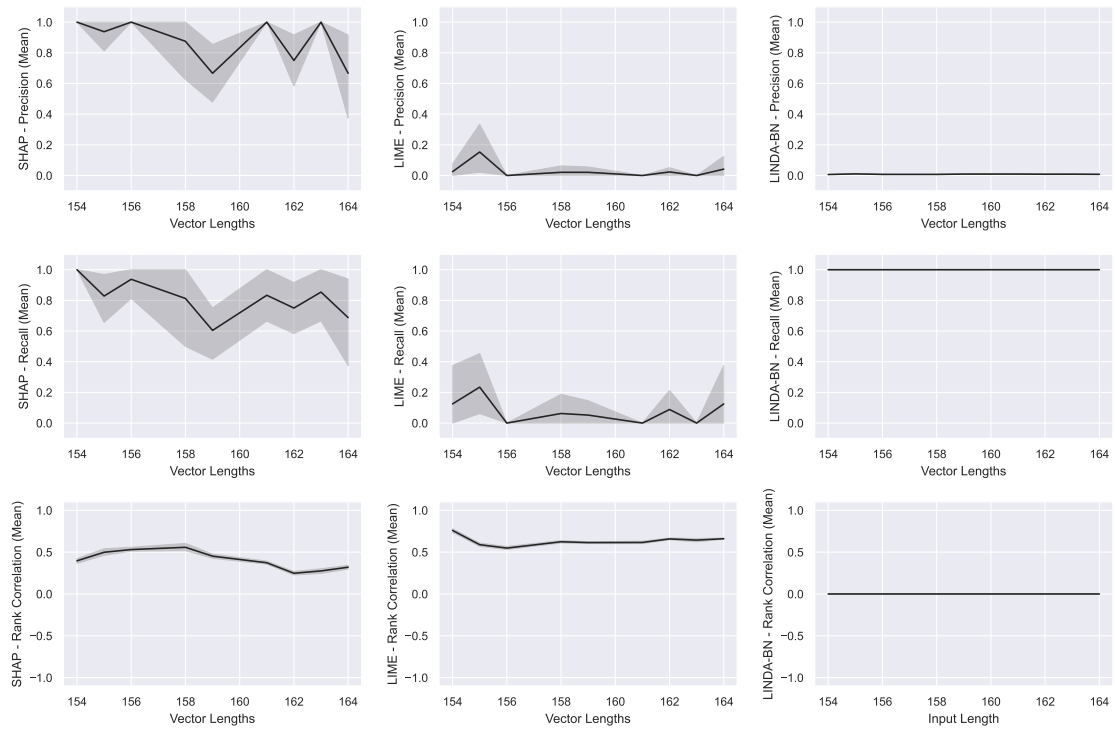 SHAP - Precision (Mean)
1.0
0.8
0.6
0.4
0.2
0.0
154 156 158 160 162 164
Vector Lengths
LIME - Precision (Mean)
1.0
0.8
0.6
0.4
0.2
0.0
154 156 158 160 162 164
Vector Lengths
LINDA-BN - Precision (Mean)
1.0
0.8
0.6
0.4
0.2
0.0
154 156 158 160 162 164
Vector Lengths
SHAP - Recall (Mean)
1.0
0.8
0.6
0.4
0.2
0.0
154 156 158 160 162 164
Vector Lengths
LIME - Recall (Mean)
1.0
0.8
0.6
0.4
0.2
0.0
154 156 158 160 162 164
Vector Lengths
LINDA-BN - Recall (Mean)
1.0
0.8
0.6
0.4
0.2
0.0
154 156 158 160 162 164
Vector Lengths
SHAP - Rank Correlation (Mean)
1.0
0.5
0.0
−0.5
−1.0
154 156 158 160 162 164
Vector Lengths
LIME - Rank Correlation (Mean)
1.0
0.5
0.0
−0.5
−1.0
154 156 158 160 162 164
Vector Lengths
LINDA-BN - Rank Correlation (Mean)
1.0
0.5
0.0
−0.5
−1.0
154 156 158 160 162 164
Input Length